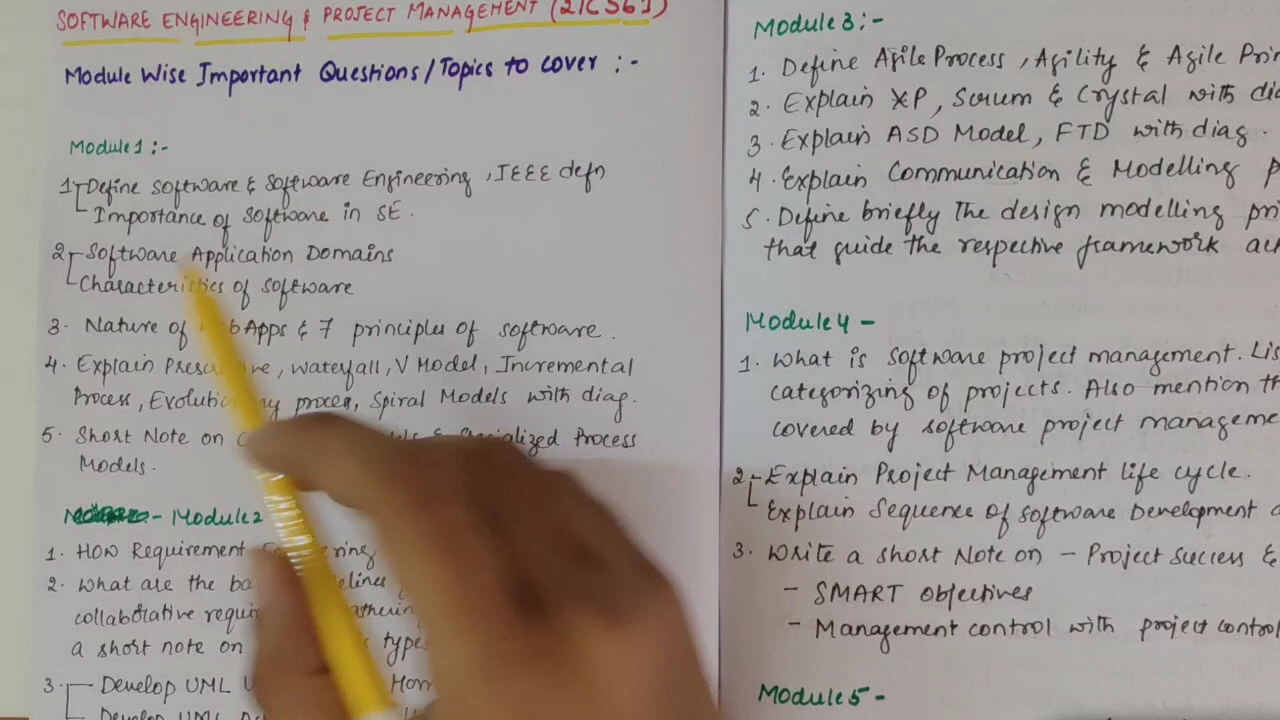 SOFTWARE ENGINEERING & PROJECT MANAGEMENT (21CS61)
Module Wise Important Questions/Topics to cover :-
Module 1 :-
1 Define software & Software Engineering, IEEE defn
Importance of Software in SE.
2 Software Application Domains
Characteristics of Software
3. Nature of Apps & 7 principles of software.
4. Explain, Waterfall, V Model, Incremental
Process, process, Spiral Models with diag.
5. Short Note on & Process
Models.
- Module 2
1. How Requirement
2. What are the
collaborative
a short note on
3. Develop UML
Develop UML
Module 3 :-
1. Define Agile Process, Agility & Agile
2. Explain XP, Scrum & Crystal with
3. Explain ASD Model, FTD with diag.
4. Explain Communication & Modelling
5. Define briefly The design modelling
that guide the respective framework
Module 4 -
1. What is software project management.
categorizing of projects. Also mention
covered by software project
2 - Explain Project Management life cycle.
Explain Sequence of software Development
3. Write a short Note on - Project success &
- SMART objectives
- Management control with project control
Module 5 -